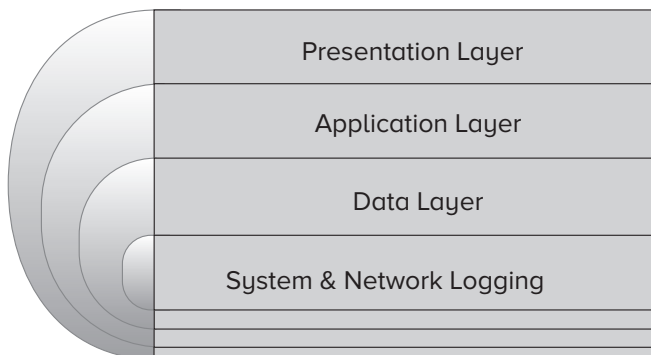 Presentation Layer
Application Layer
Data Layer
System & Network Logging